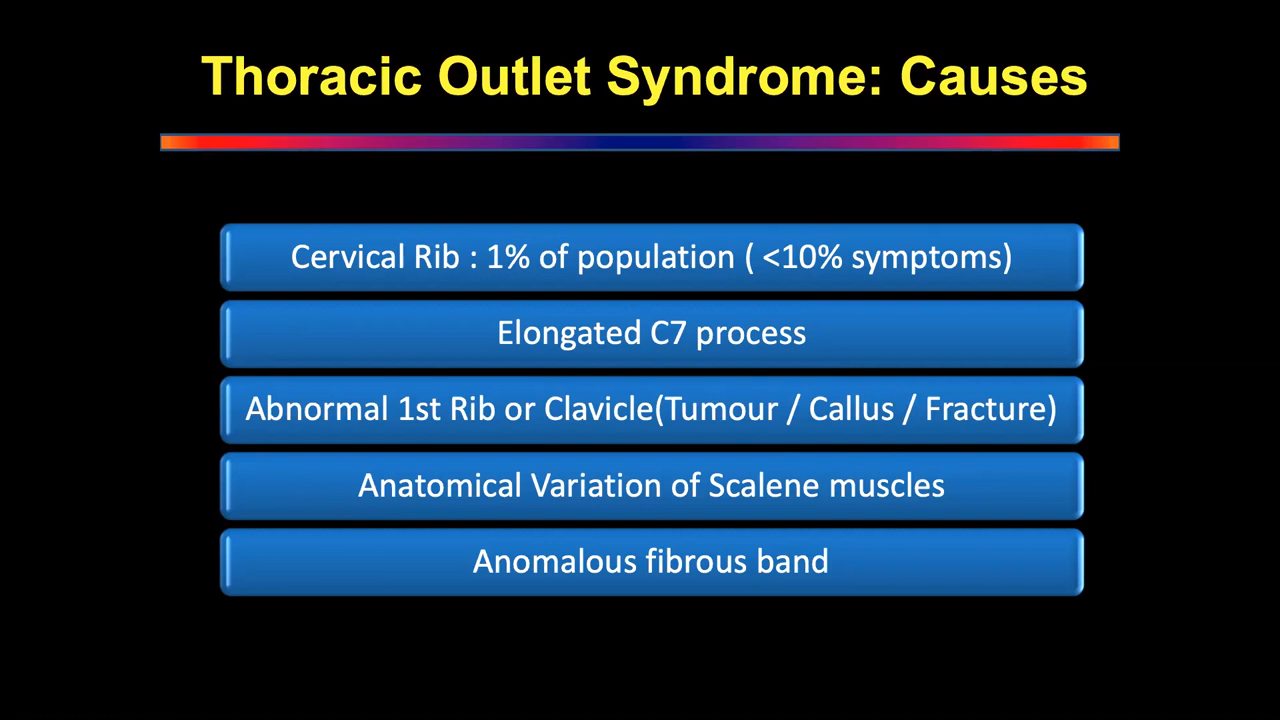 Thoracic Outlet Syndrome: Causes
Cervical Rib : 1% of population ( <10% symptoms)
Elongated C7 process
Abnormal 1st Rib or Clavicle(Tumour / Callus / Fracture)
Anatomical Variation of Scalene muscles
Anomalous fibrous band